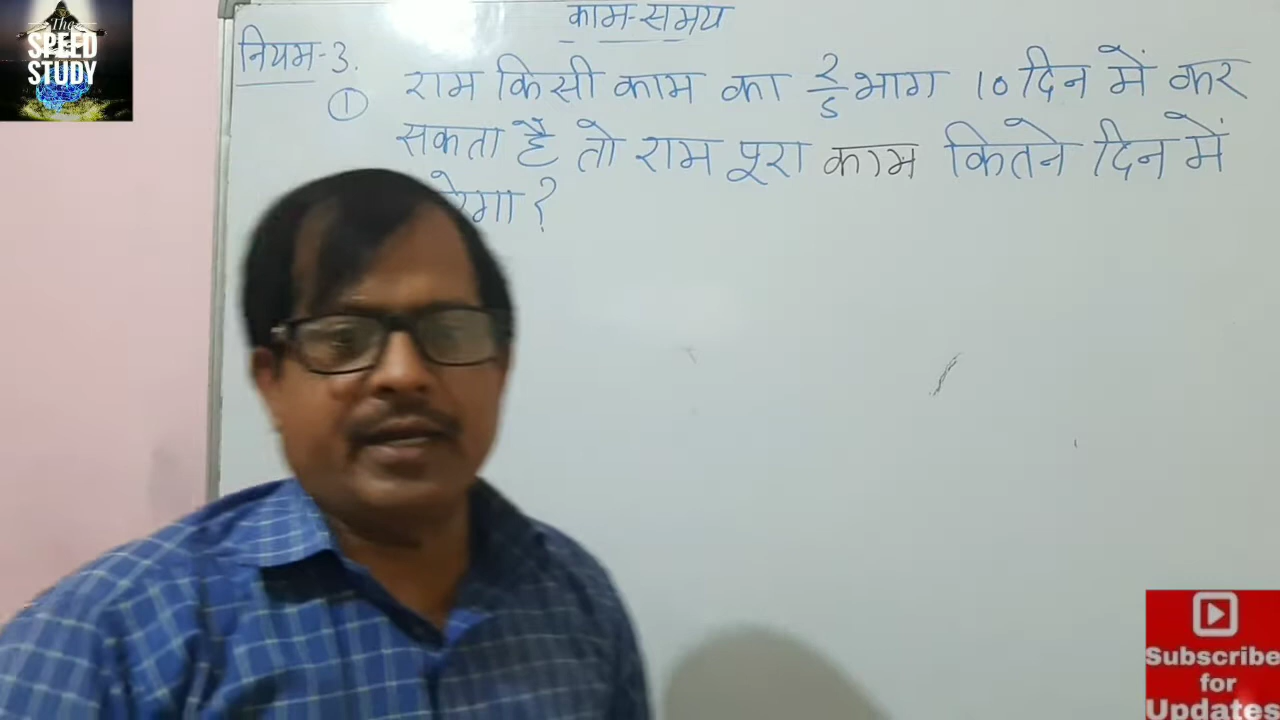 The
SPEED
STUDY
काम-समय
नियम-3.
① राम किसी काम का 2/5 भाग 10 दिन में कर
सकता है तो राम पूरा काम कितने दिन में
रेगा?
Subscribe
for
Updates